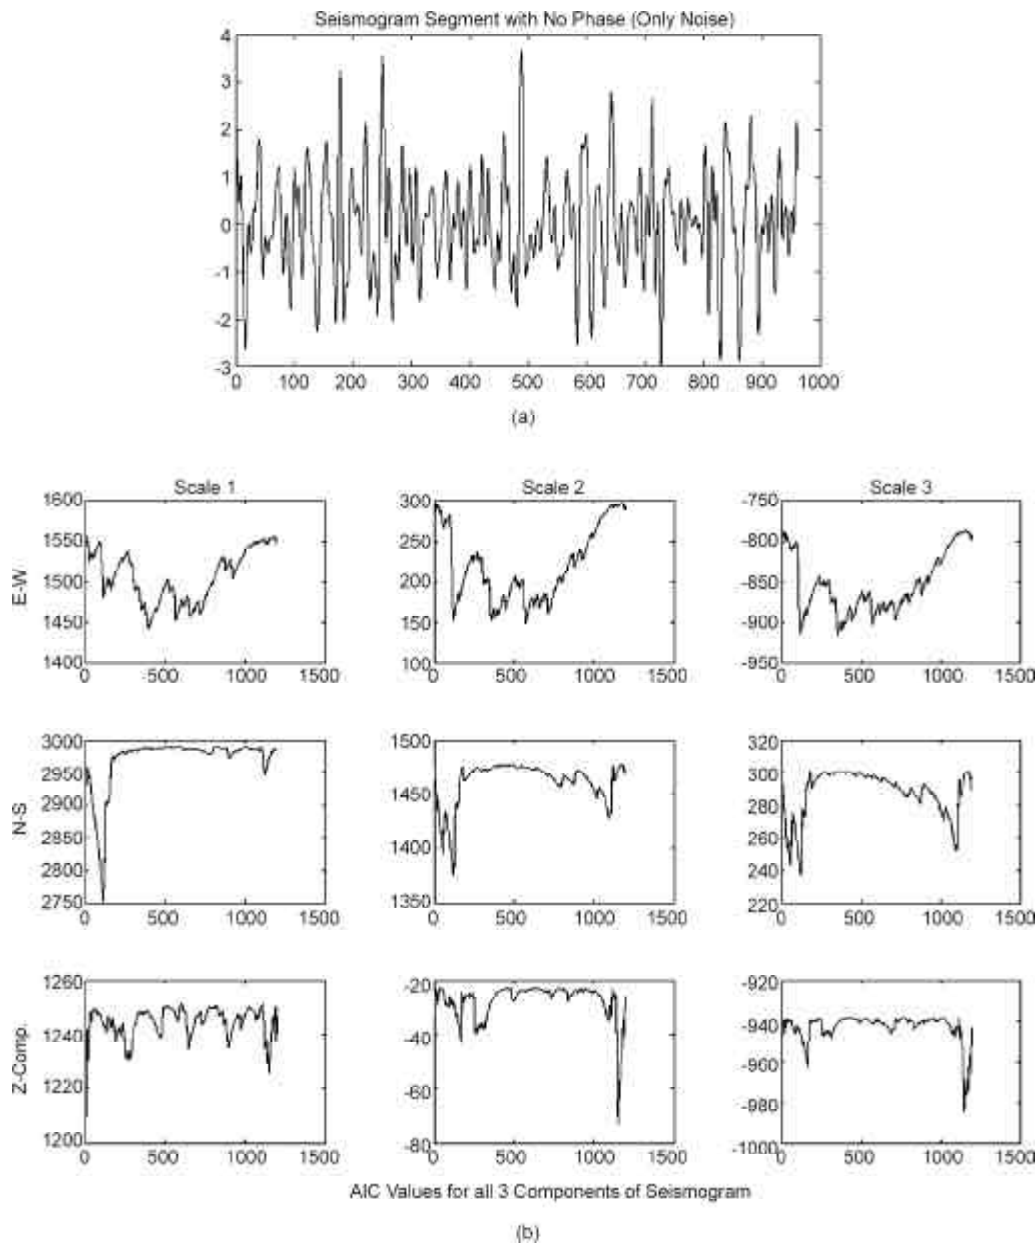 Seismogram Segment with No Phase (Only Noise)
4
3
2
1
0
-1
-2
-3
0 100 200 300 400 500 600 700 800 900 1000
(a)
Scale 1 Scale 2 Scale 3
E-W
1600
1550
1500
1450
1400
0 500 1000 1500
300
250
200
150
100
0 500 1000 1500
-750
-800
-850
-900
-950
0 500 1000 1500
N-S
3000
2950
2900
2850
2800
2750
0 500 1000 1500
1500
1450
1400
1350
0 500 1000 1500
320
300
280
260
240
220
0 500 1000 1500
Z-Comp.
1260
1240
1220
1200
0 500 1000 1500
-20
-40
-60
-80
0 500 1000 1500
-920
-940
-960
-980
-1000
0 500 1000 1500
AIC Values for all 3 Components of Seismogram
(b)